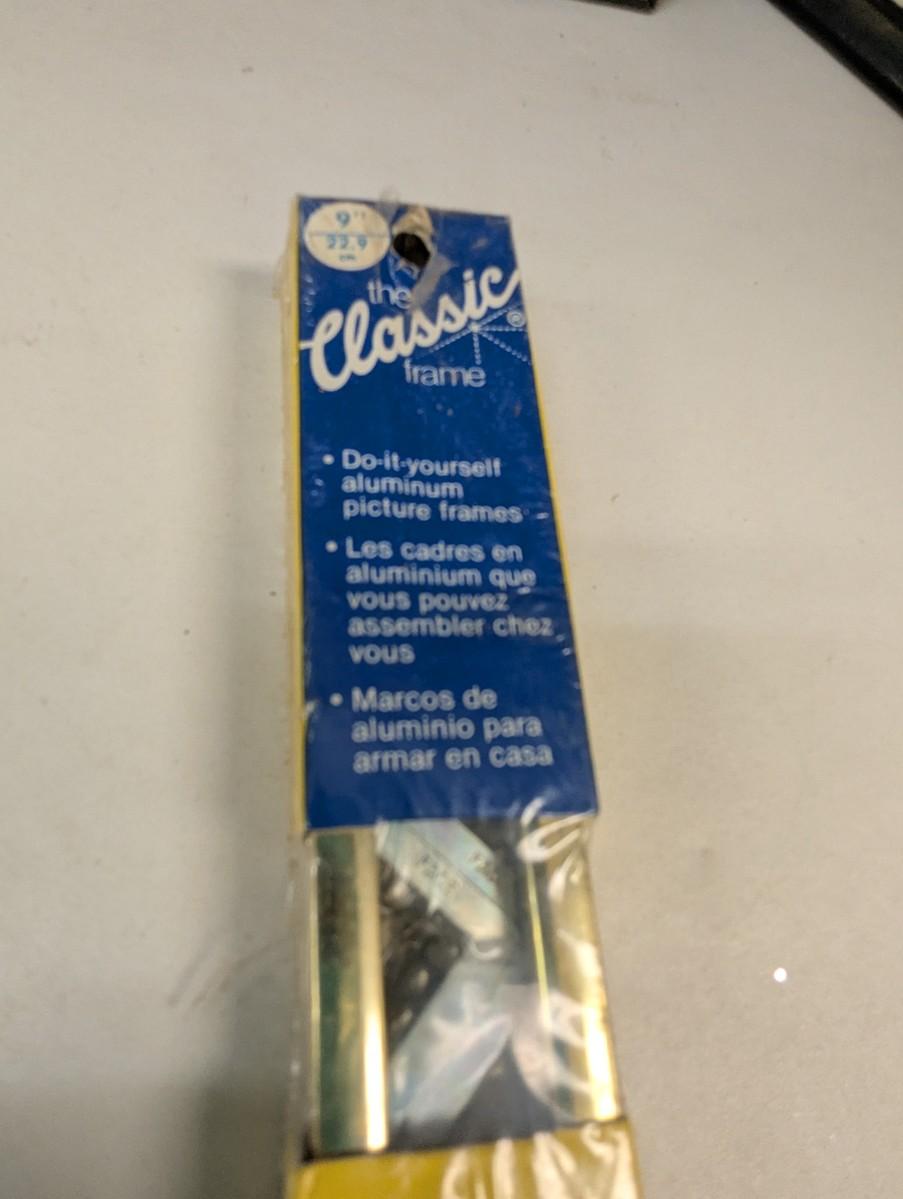 9"
22.9
cm
the
Classic®
frame
• Do-it-yourself
aluminum
picture frames
• Les cadres en
aluminium que
vous pouvez
assembler chez
vous
• Marcos de
aluminio para
armar en casa